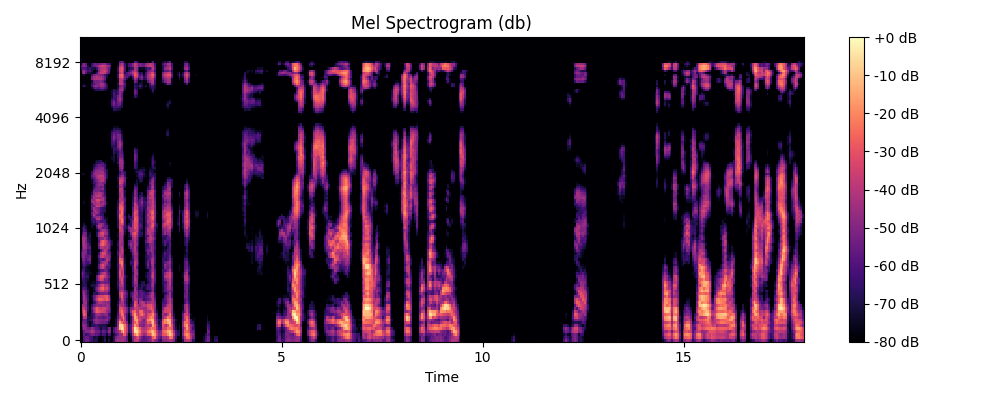 Mel Spectrogram (db)
Hz
8192
4096
2048
1024
512
0
0 5 10 15
Time
+0 dB
-10 dB
-20 dB
-30 dB
-40 dB
-50 dB
-60 dB
-70 dB
-80 dB